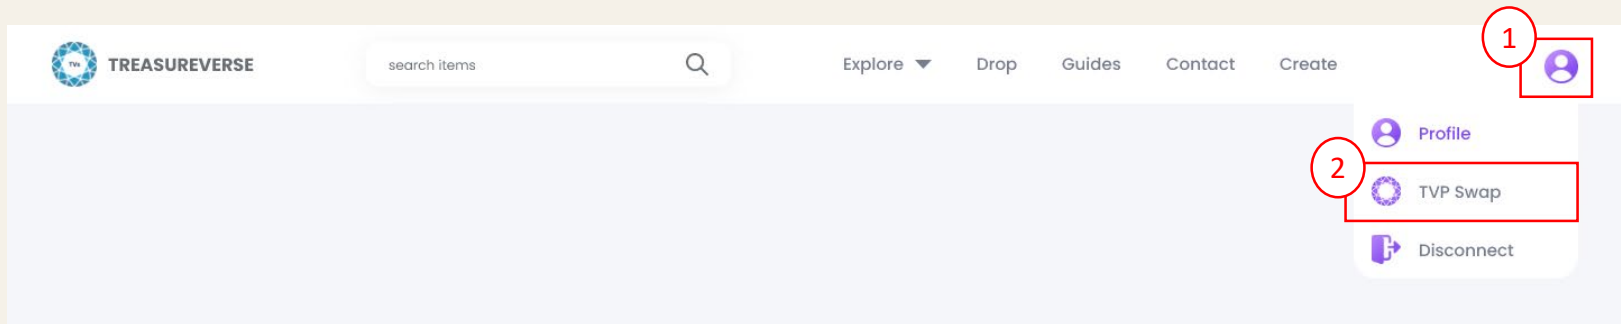 1
TVs TREASUREVERSE search items Explore Drop Guides Contact Create
Profile
2
TVP Swap
Disconnect